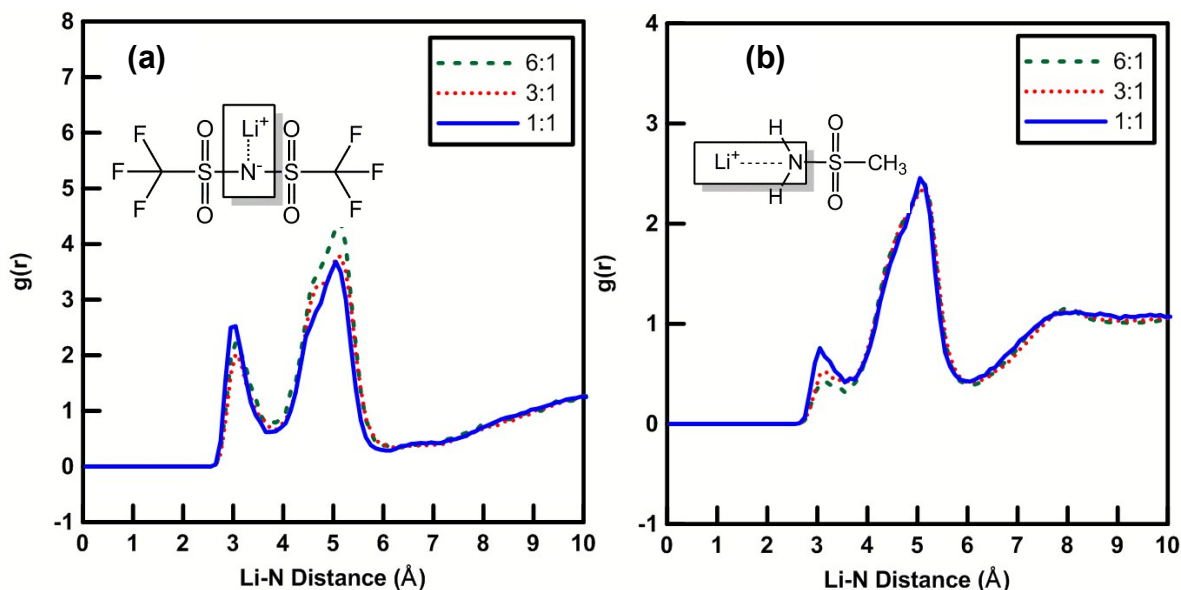 (a)
6:1
3:1
1:1
F
O
O
F
Li+
F
S
N-
S
F
F
O
O
F
g(r)
8
7
6
5
4
3
2
1
0
-1
0 1 2 3 4 5 6 7 8 9 10
Li-N Distance (Å)
(b)
6:1
3:1
1:1
H
O
Li+
N
S
CH3
H
O
g(r)
4
3
2
1
0
-1
0 1 2 3 4 5 6 7 8 9 10
Li-N Distance (Å)